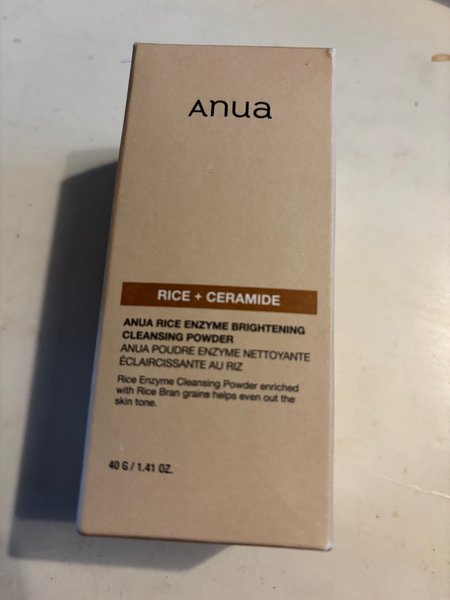 Anua
RICE + CERAMIDE
ANUA RICE ENZYME BRIGHTENING
CLEANSING POWDER
ANUA POUDRE ENZYME NETTOYANTE
ÉCLAIRCISSANTE AU RIZ
Rice Enzyme Cleansing Powder enriched
with Rice Bran grains helps even out the
skin tone.
40 G / 1.41 OZ.